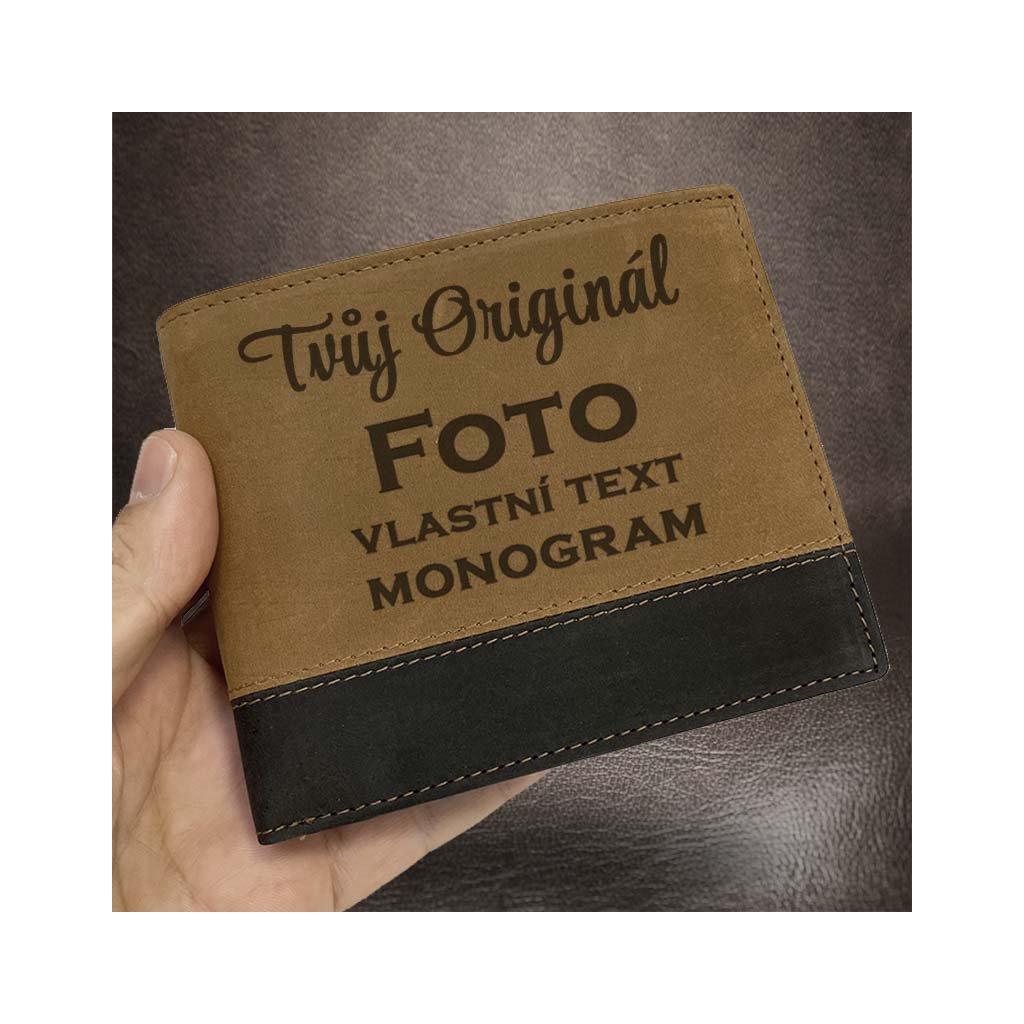 Tvůj Originál
FOTO
VLASTNÍ TEXT
MONOGRAM